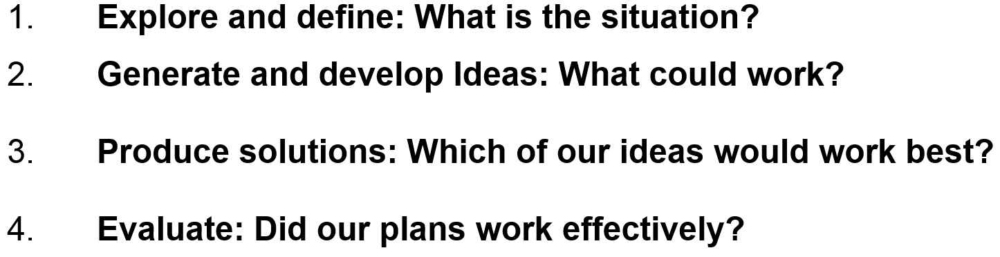 1. Explore and define: What is the situation?
2. Generate and develop Ideas: What could work?
3. Produce solutions: Which of our ideas would work best?
4. Evaluate: Did our plans work effectively?